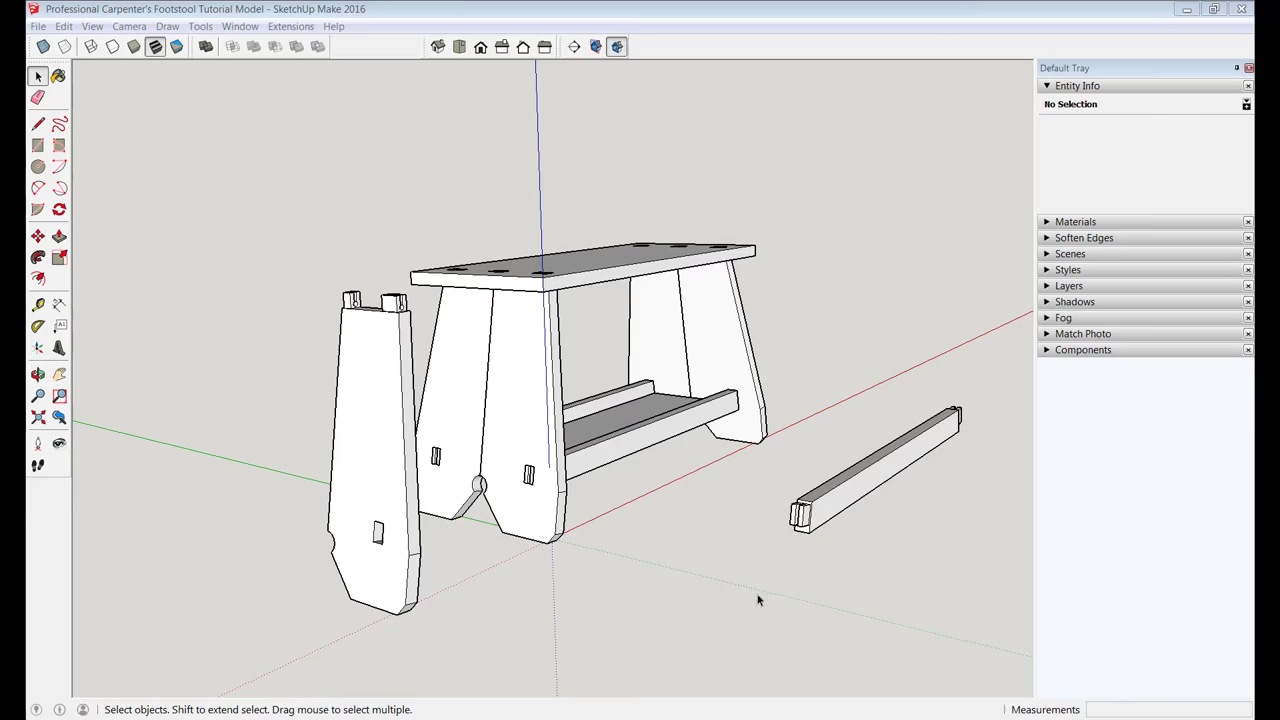 Professional Carpenter's Footstool Tutorial Model - SketchUp Make 2016
File Edit View Camera Draw Tools Window Extensions Help
Default Tray
Entity Info
No Selection
Materials
Soften Edges
Scenes
Styles
Layers
Shadows
Fog
Match Photo
Components
Select objects. Shift to extend select. Drag mouse to select multiple.
Measurements